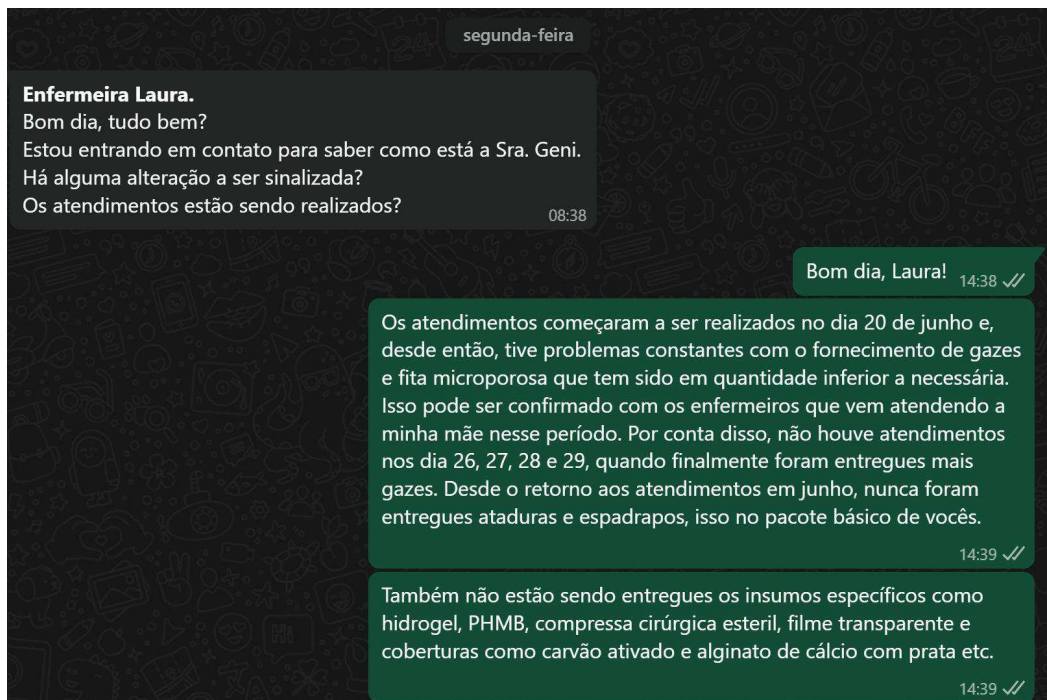 segunda-feira
Enfermeira Laura.
Bom dia, tudo bem?
Estou entrando em contato para saber como está a Sra. Geni.
Há alguma alteração a ser sinalizada?
Os atendimentos estão sendo realizados?
08:38
Bom dia, Laura!
14:38
Os atendimentos começaram a ser realizados no dia 20 de junho e,
desde então, tive problemas constantes com o fornecimento de gazes
e fita microporosa que tem sido em quantidade inferior a necessária.
Isso pode ser confirmado com os enfermeiros que vem atendendo a
minha mãe nesse período. Por conta disso, não houve atendimentos
nos dia 26, 27, 28 e 29, quando finalmente foram entregues mais
gazes. Desde o retorno aos atendimentos em junho, nunca foram
entregues ataduras e espadrapos, isso no pacote básico de vocês.
14:39
Também não estão sendo entregues os insumos específicos como
hidrogel, PHMB, compressa cirúrgica esteril, filme transparente e
coberturas como carvão ativado e alginato de cálcio com prata etc.
14:39